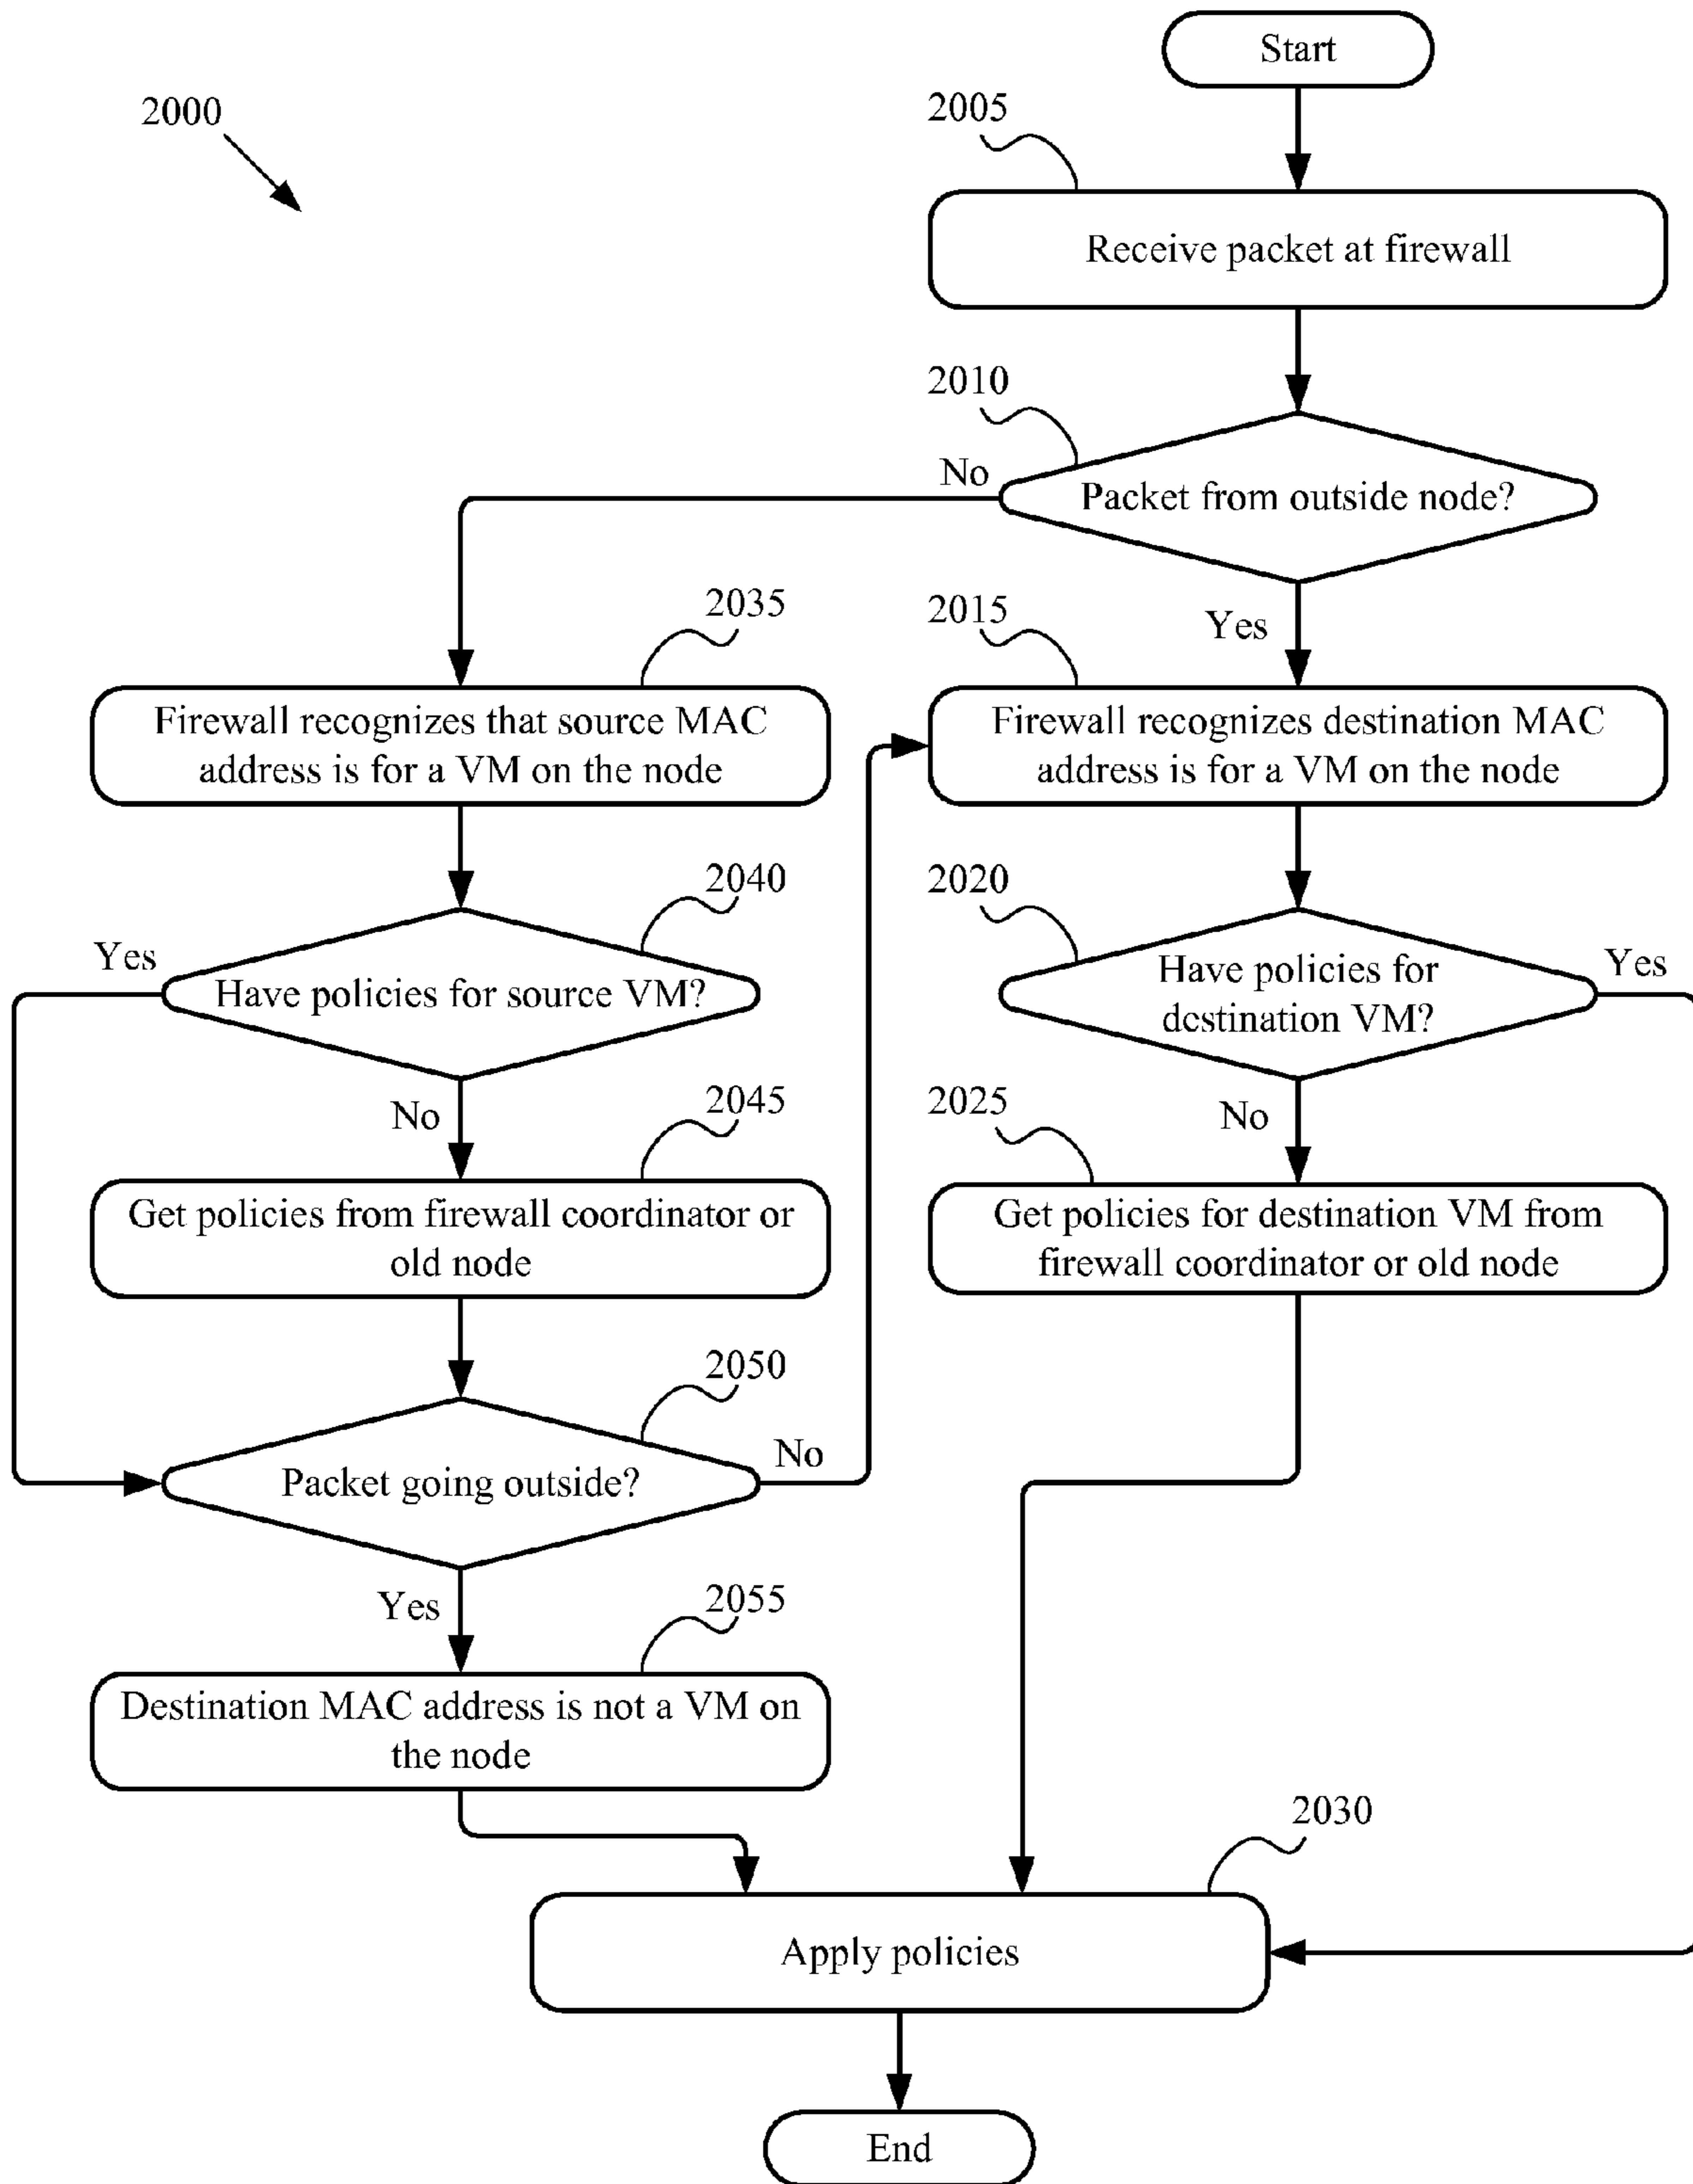 Start
2000
2005
Receive packet at firewall
2010
No
Packet from outside node?
2035
2015
Yes
Firewall recognizes that source MAC
address is for a VM on the node
Firewall recognizes destination MAC
address is for a VM on the node
2040
2020
Yes
Have policies for source VM?
Have policies for
destination VM?
Yes
No
2045
2025
No
Get policies from firewall coordinator or
old node
Get policies for destination VM from
firewall coordinator or old node
2050
Packet going outside?
No
Yes
2055
Destination MAC address is not a VM on
the node
2030
Apply policies
End